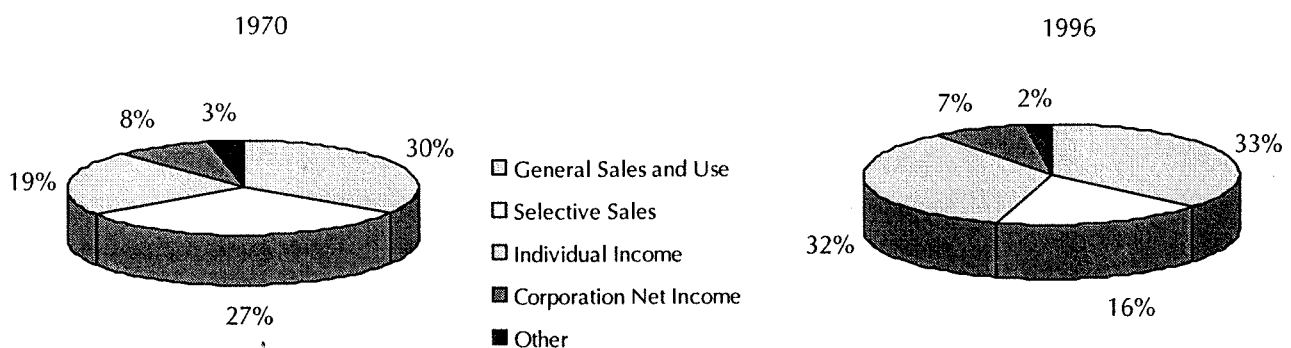 1970
1996
8%
3%
30%
19%
27%
General Sales and Use
Selective Sales
Individual Income
Corporation Net Income
Other
7%
2%
33%
32%
16%